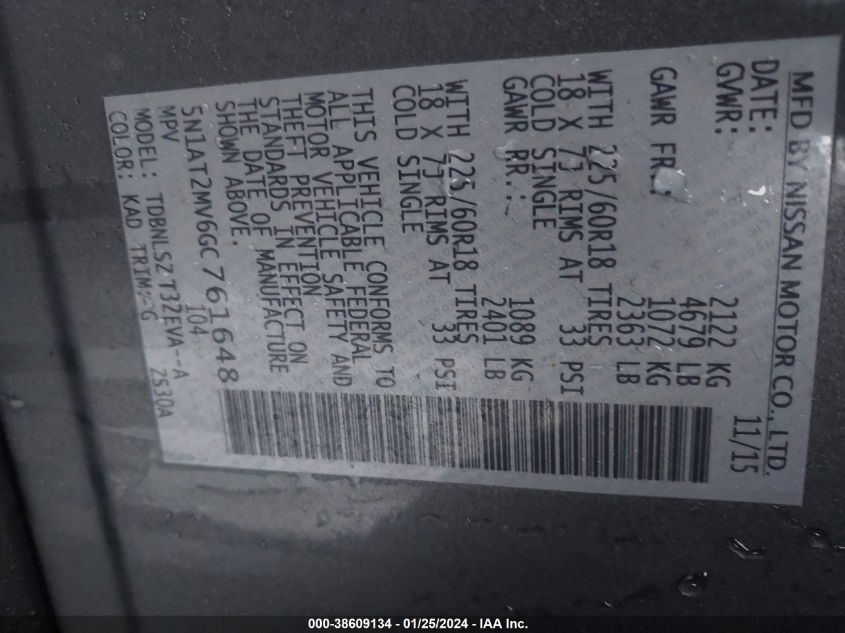 MFD BY NISSAN MOTOR CO., LTD.
DATE: 11/15
GVWR: 2122 KG
4679 LB
GAWR FR.: 1072 KG
2363 LB
WITH 225/60R18 TIRES
18 X 7J RIMS AT 33 PSI
COLD SINGLE
GAWR RR.: 1089 KG
2401 LB
WITH 225/60R18 TIRES
18 X 7J RIMS AT 33 PSI
COLD SINGLE
THIS VEHICLE CONFORMS TO
ALL APPLICABLE FEDERAL
MOTOR VEHICLE SAFETY AND
THEFT PREVENTION
STANDARDS IN EFFECT ON
THE DATE OF MANUFACTURE
SHOWN ABOVE.
5N1AT2MV6GC761648
MPV 104
MODEL: TDBNLSZ T32EVA--A
COLOR: KAD TRIM: G ZS30A
000-38609134 - 01/25/2024 - IAA Inc.